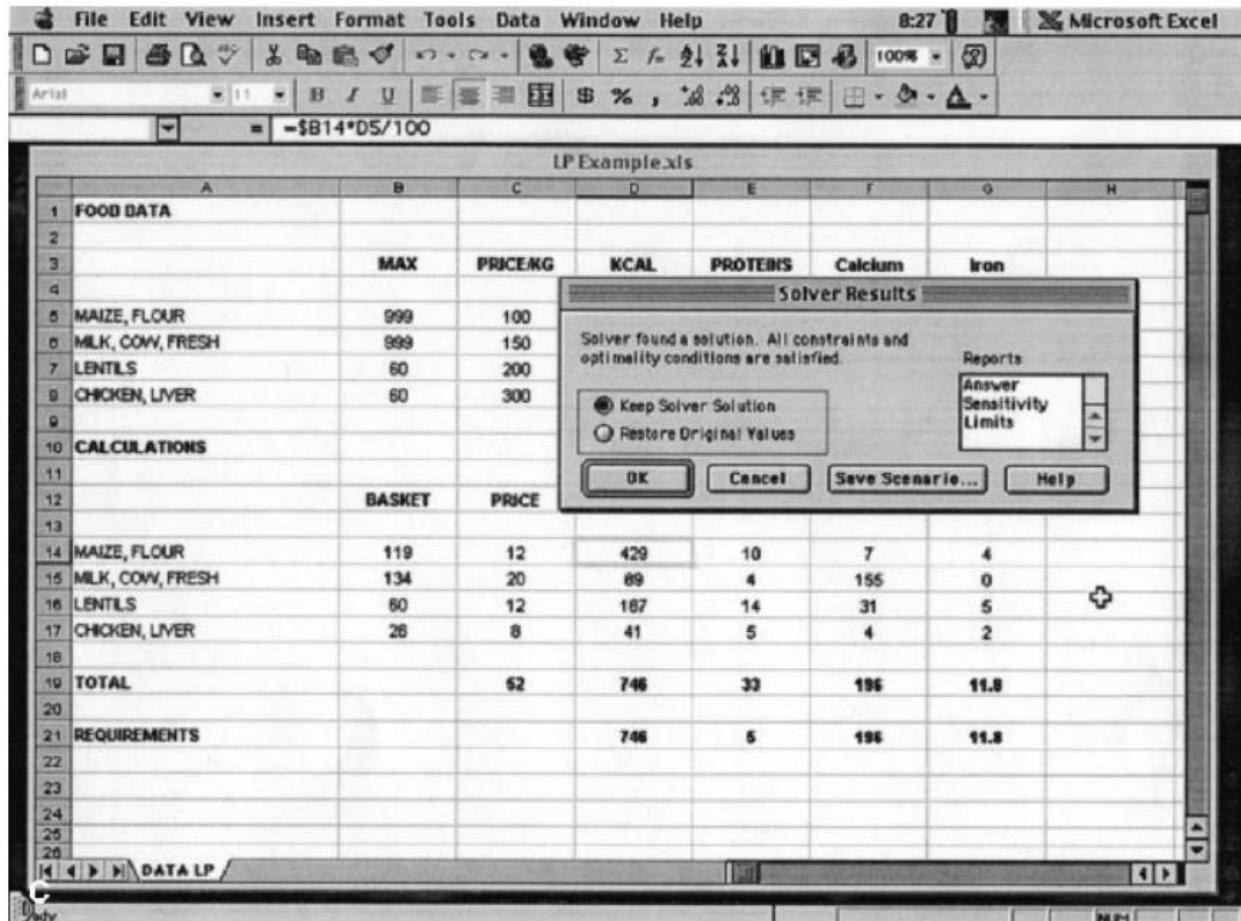 File Edit View Insert Format Tools Data Window Help 8:27 Microsoft Excel
100%
Arial 11 B I U $ % ,
= =$B14*D5/100
LP Example.xls
A B C D E F G H
1 FOOD DATA
2
3 MAX PRICE/KG KCAL PROTEINS Calcium Iron
4
5 MAIZE, FLOUR 999 100
6 MILK, COW, FRESH 999 150
7 LENTILS 60 200
8 CHICKEN, LIVER 60 300
9
10 CALCULATIONS
11
12 BASKET PRICE
13
14 MAIZE, FLOUR 119 12 429 10 7 4
15 MILK, COW, FRESH 134 20 89 4 155 0
16 LENTILS 60 12 187 14 31 5
17 CHICKEN, LIVER 26 8 41 5 4 2
18
19 TOTAL 52 746 33 196 11.8
20
21 REQUIREMENTS 746 5 196 11.8
22
23
24
25
26
Solver Results
Solver found a solution. All constraints and
optimality conditions are satisfied.
Reports
Answer
Sensitivity
Limits
Keep Solver Solution
Restore Original Values
OK Cancel Save Scenario... Help
DATA LP
C
NUM